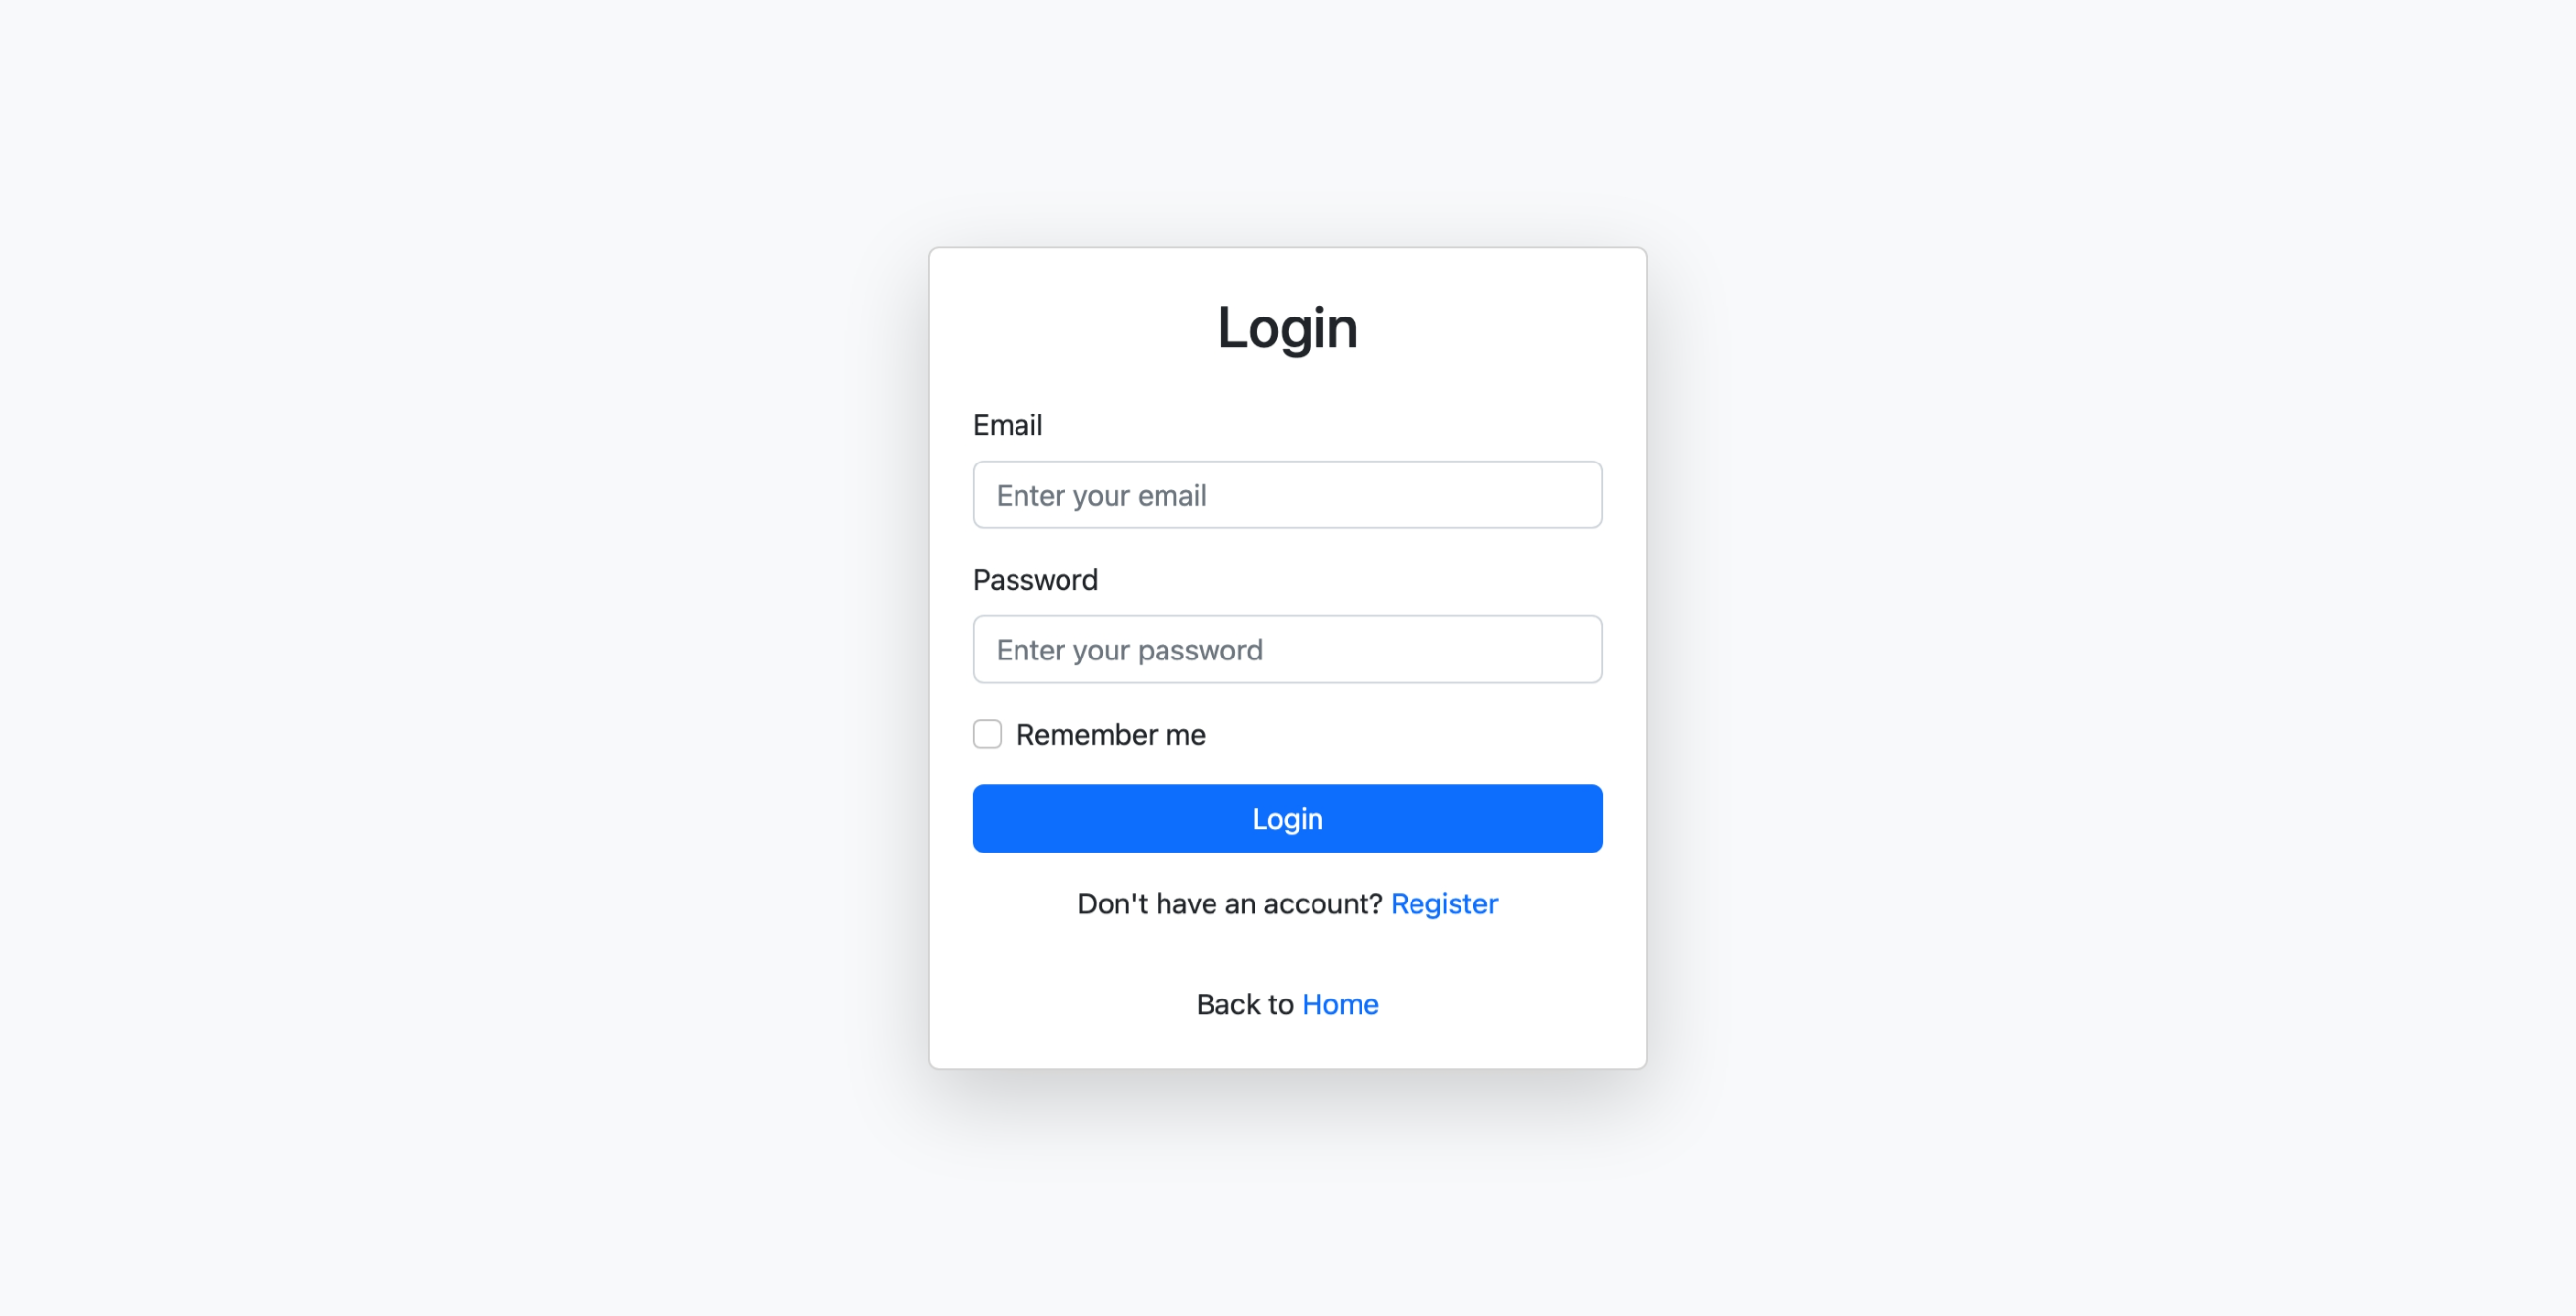 Login
Email
Enter your email
Password
Enter your password
Remember me
Login
Don't have an account? Register
Back to Home